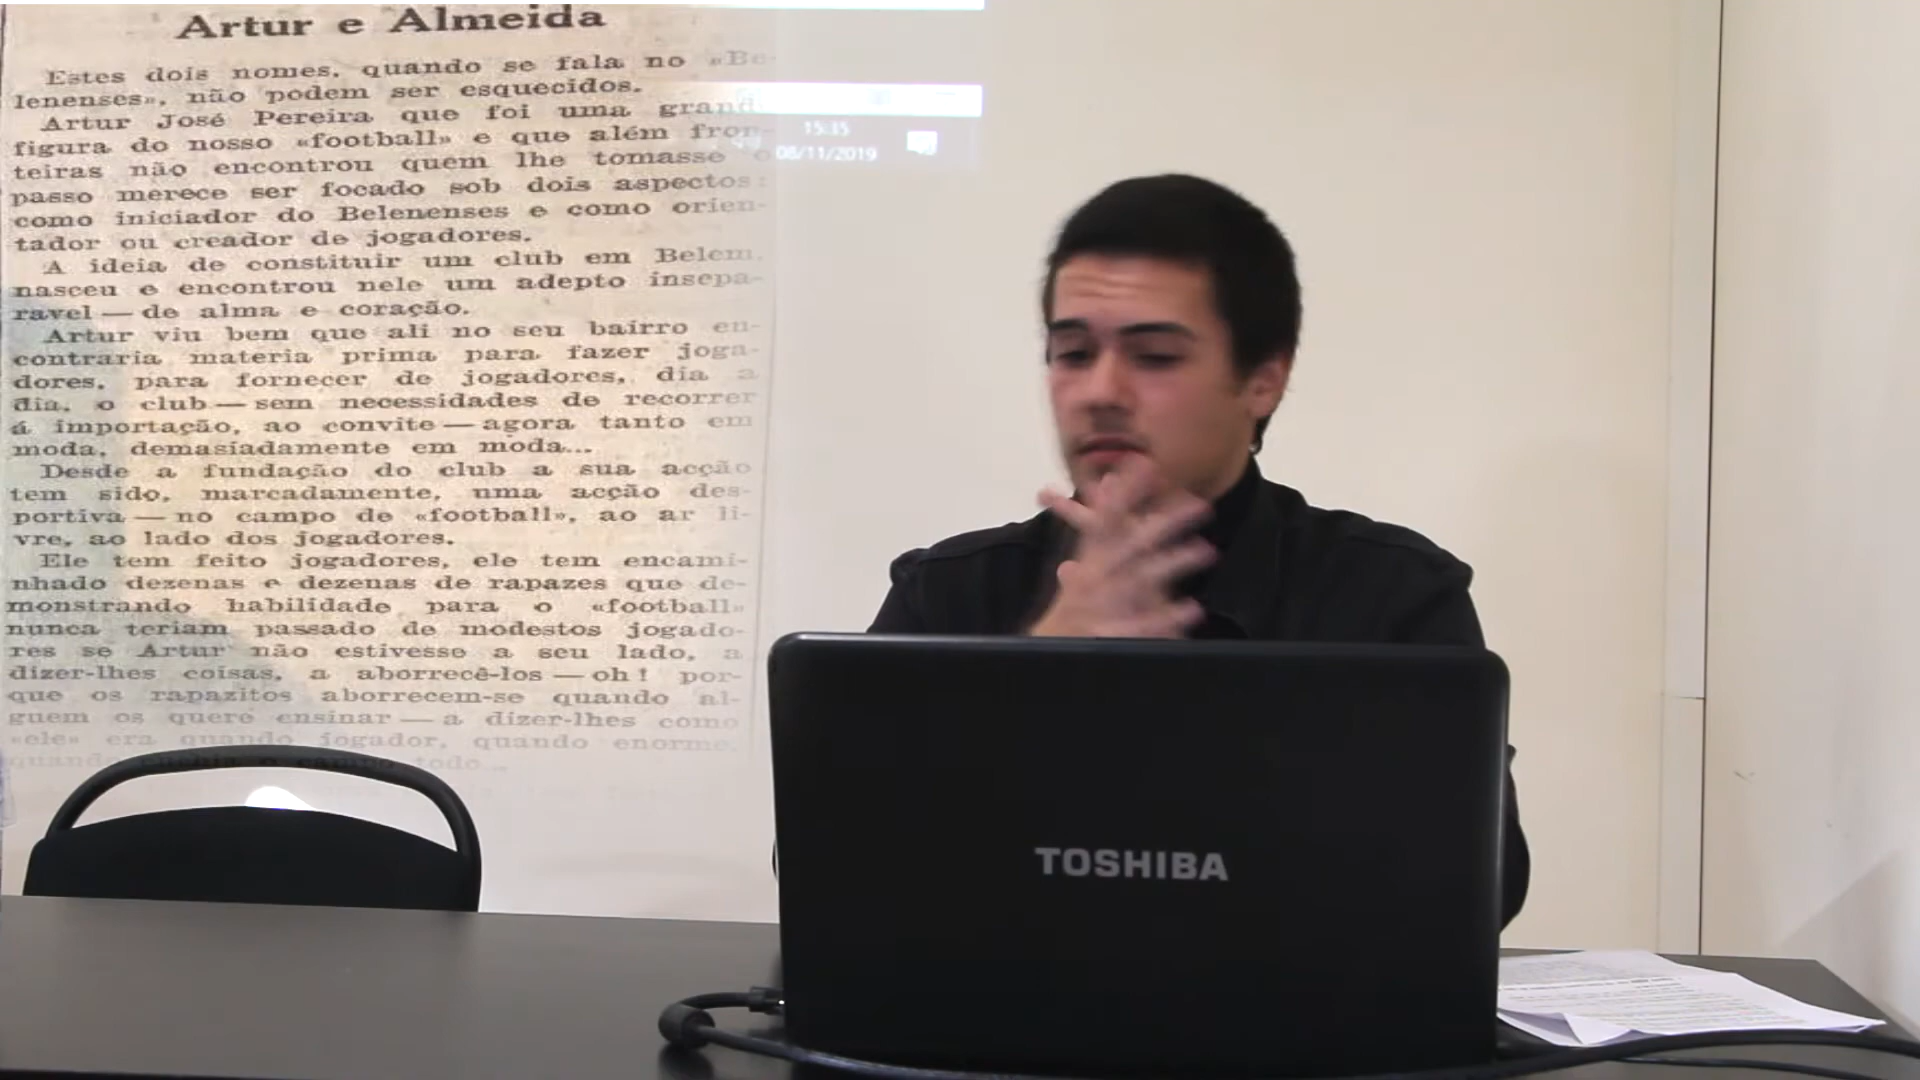 Artur e Almeida
Estes dois nomes, quando se fala no «Be-
lenenses», não podem ser esquecidos.
Artur José Pereira que foi uma grand
figura do nosso «football» e que além fron-
teiras não encontrou quem lhe tomasse o
passo merece ser focado sob dois aspectos:
como iniciador do Belenenses e como orien-
tador ou creador de jogadores.
A ideia de constituir um club em Belem,
nasceu e encontrou nele um adepto insepa-
ravel — de alma e coração.
Artur viu bem que ali no seu bairro en-
contraria materia prima para fazer joga-
dores, para fornecer de jogadores, dia a
dia, o club — sem necessidades de recorrer
á importação, ao convite — agora tanto em
moda, demasiadamente em moda...
Desde a fundação do club a sua acção
tem sido, marcadamente, uma acção des-
portiva — no campo de «football», ao ar li-
vre, ao lado dos jogadores.
Ele tem feito jogadores, ele tem encami-
nhado dezenas e dezenas de rapazes que de-
monstrando habilidade para o «football»
nunca teriam passado de modestos jogado-
res se Artur não estivesse a seu lado, a
dizer-lhes coisas, a aborrecê-los — oh! por-
que os rapazitos aborrecem-se quando al-
guem os quere ensinar — a dizer-lhes como
«ele» era quando jogador, quando enorme,
quando enchia o campo todo...
15:35
08/11/2019
TOSHIBA